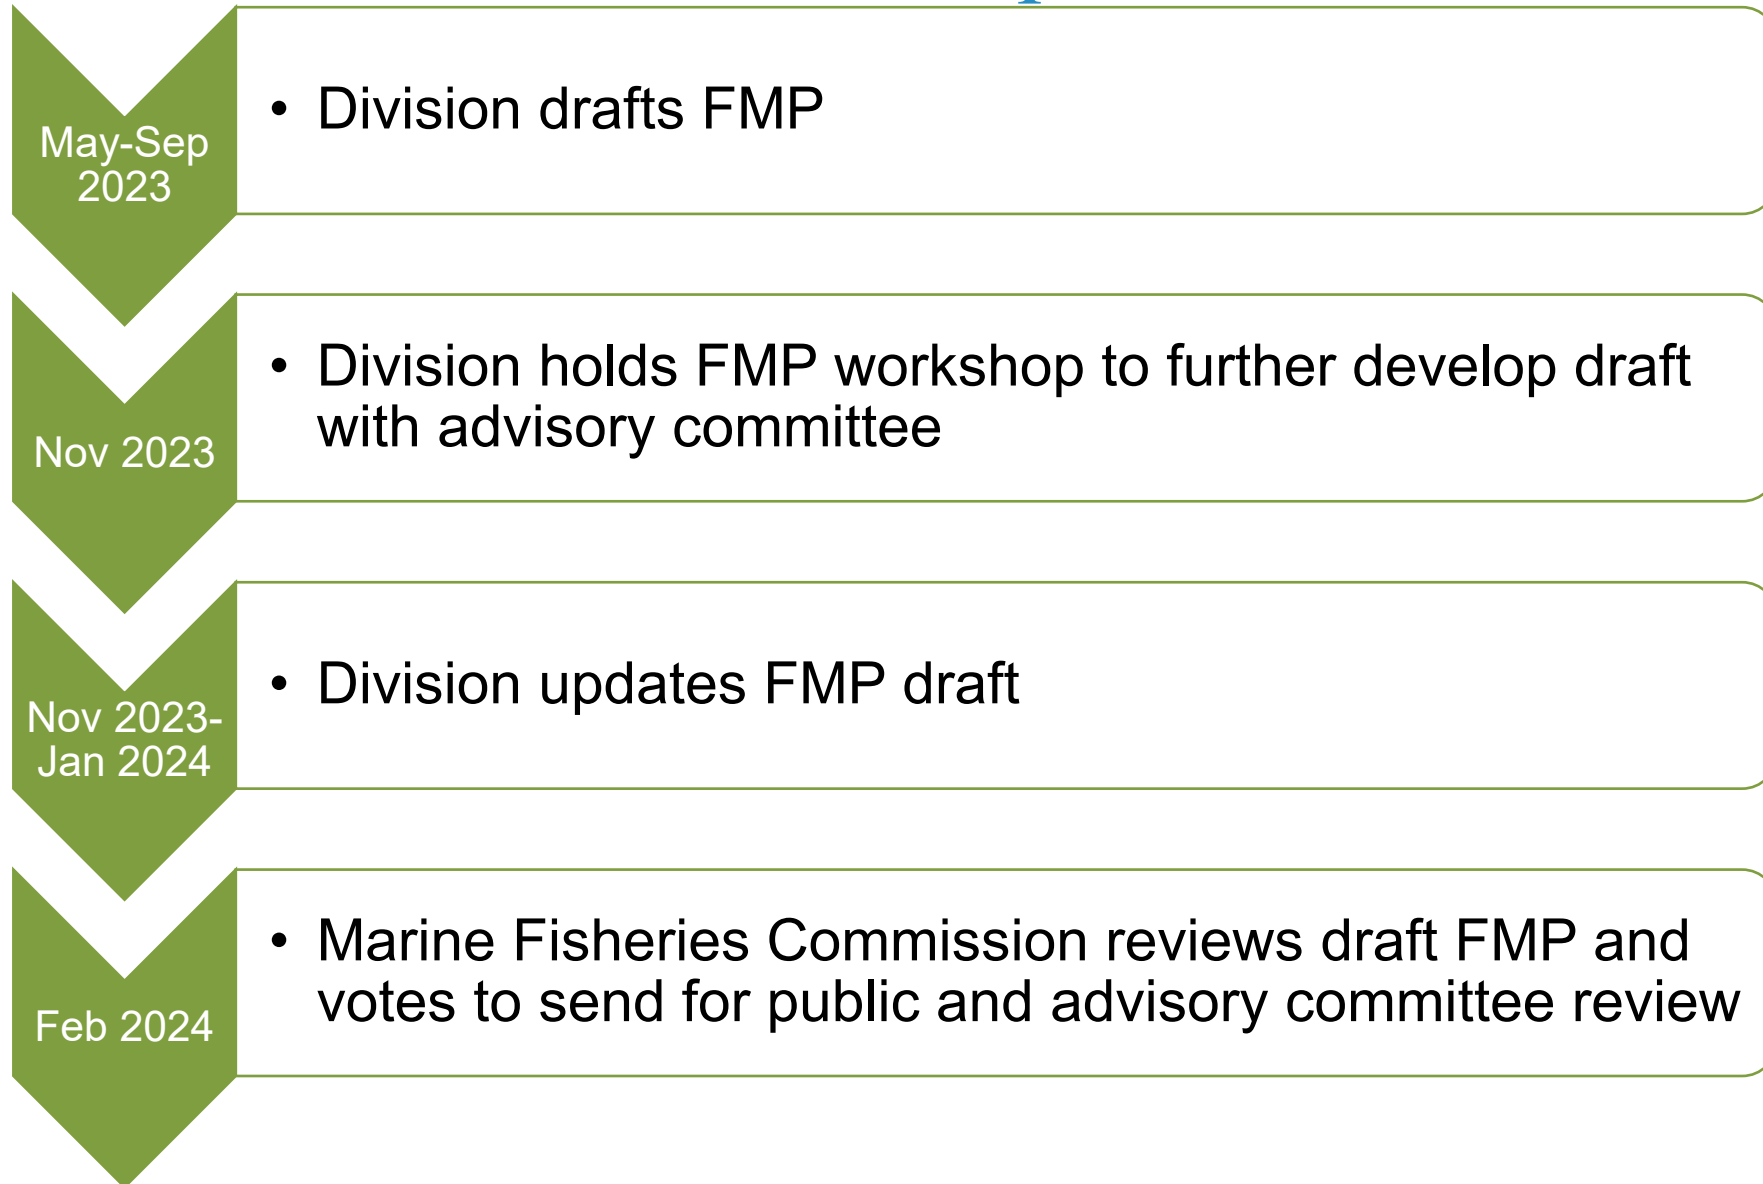 May-Sep
2023
• Division drafts FMP
Nov 2023
• Division holds FMP workshop to further develop draft
with advisory committee
Nov 2023-
Jan 2024
• Division updates FMP draft
Feb 2024
• Marine Fisheries Commission reviews draft FMP and
votes to send for public and advisory committee review